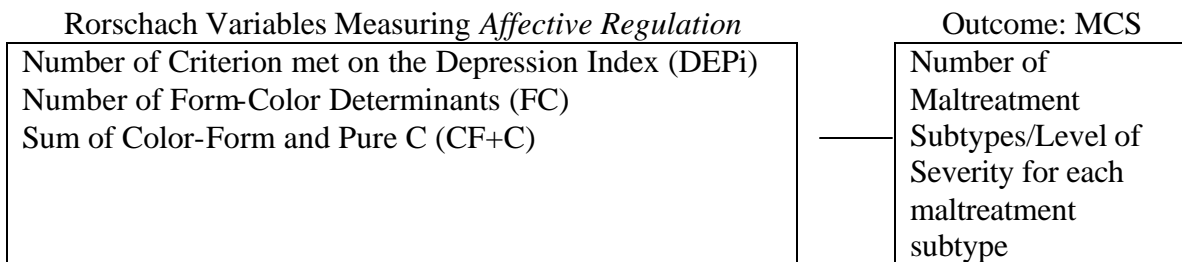 Rorschach Variables Measuring Affective Regulation
Number of Criterion met on the Depression Index (DEPi)
Number of Form-Color Determinants (FC)
Sum of Color-Form and Pure C (CF+C)
Outcome: MCS
Number of
Maltreatment
Subtypes/Level of
Severity for each
maltreatment
subtype